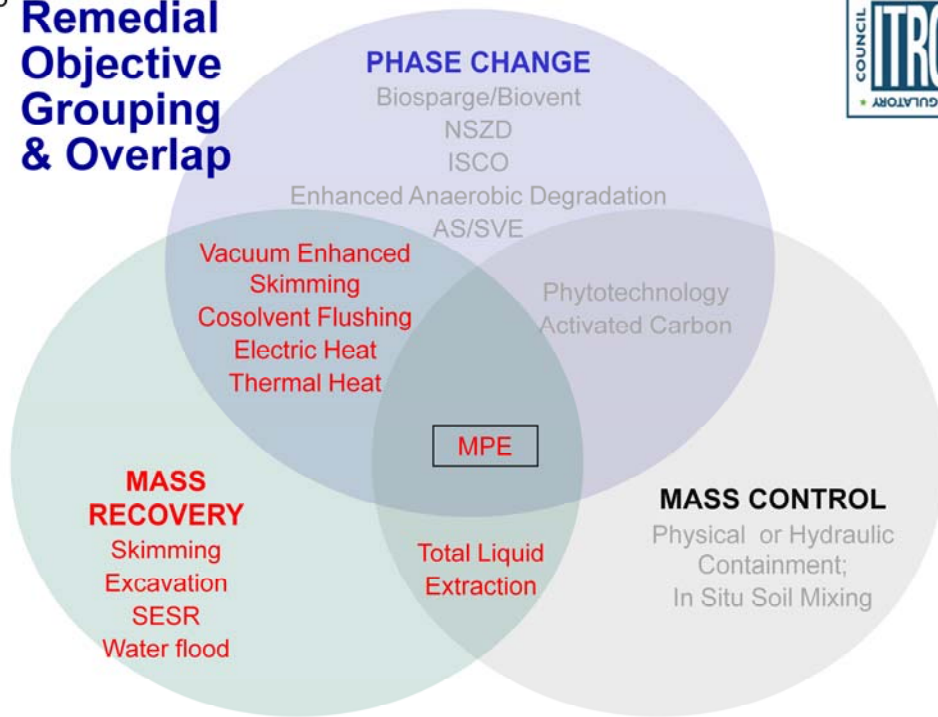 Remedial
Objective
Grouping
& Overlap
COUNCIL
ITRC
REGULATORY
PHASE CHANGE
Biosparge/Biovent
NSZD
ISCO
Enhanced Anaerobic Degradation
AS/SVE
Vacuum Enhanced
Skimming
Cosolvent Flushing
Electric Heat
Thermal Heat
Phytotechnology
Activated Carbon
MPE
MASS
RECOVERY
Skimming
Excavation
SESR
Water flood
Total Liquid
Extraction
MASS CONTROL
Physical or Hydraulic
Containment;
In Situ Soil Mixing